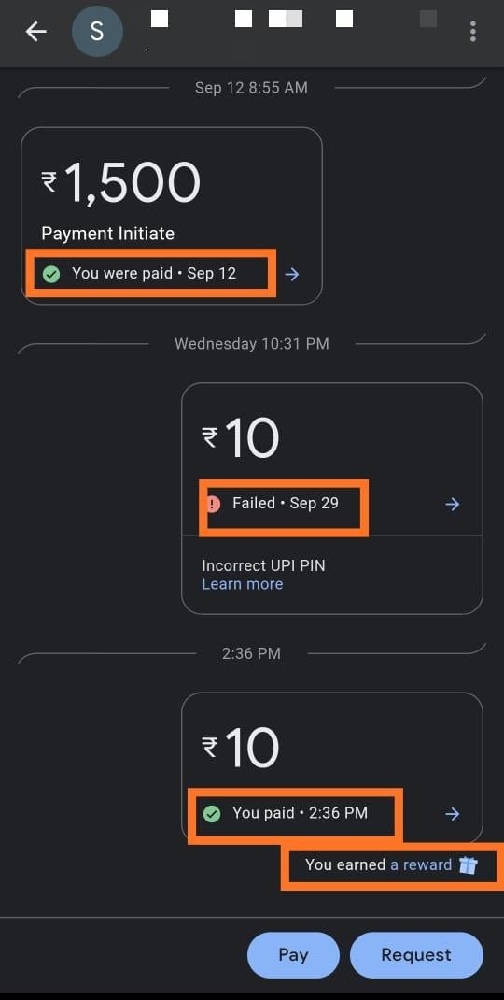 S
Sep 12 8:55 AM
₹1,500
Payment Initiate
You were paid • Sep 12
Wednesday 10:31 PM
₹10
Failed • Sep 29
Incorrect UPI PIN
Learn more
2:36 PM
₹10
You paid • 2:36 PM
You earned a reward
Pay
Request